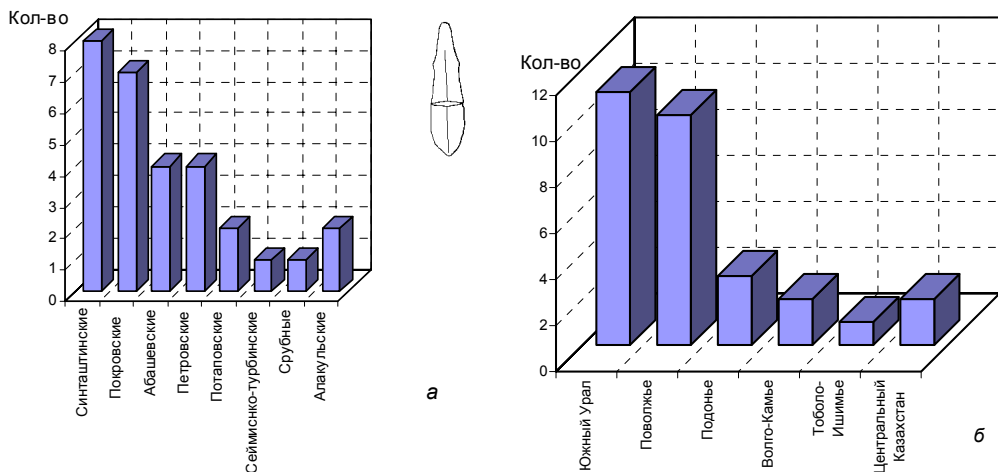 Кол-во
8
7
6
5
4
3
2
1
0
Синташтинские
Покровские
Абашевские
Петровские
Потаповские
Сеймиснко-турбинские
Срубные
Алакульские
а
Кол-во
12
10
8
6
4
2
0
Южный Урал
Поволжье
Подонье
Волго-Камье
Тоболо-
Ишимье
Центральный
Казахстан
б